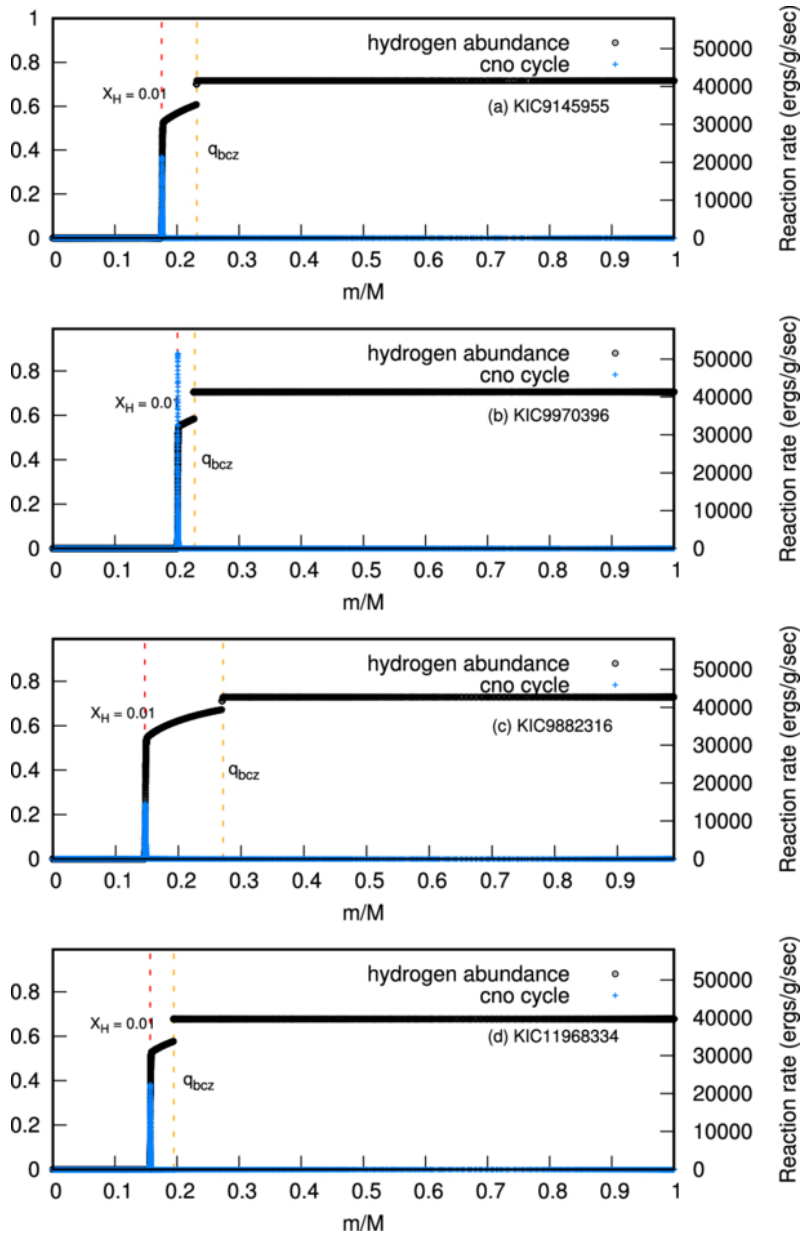 1
0.8
0.6
0.4
0.2
0
hydrogen abundance
cno cycle
X_H = 0.01
(a) KIC9145955
q_bcz
50000
40000
30000
20000
10000
0
Reaction rate (ergs/g/sec)
0 0.1 0.2 0.3 0.4 0.5 0.6 0.7 0.8 0.9 1
m/M
0.8
0.6
0.4
0.2
0
hydrogen abundance
cno cycle
X_H = 0.01
(b) KIC9970396
q_bcz
50000
40000
30000
20000
10000
0
Reaction rate (ergs/g/sec)
0 0.1 0.2 0.3 0.4 0.5 0.6 0.7 0.8 0.9 1
m/M
0.8
0.6
0.4
0.2
0
hydrogen abundance
cno cycle
X_H = 0.01
(c) KIC9882316
q_bcz
50000
40000
30000
20000
10000
0
Reaction rate (ergs/g/sec)
0 0.1 0.2 0.3 0.4 0.5 0.6 0.7 0.8 0.9
m/M
0.8
0.6
0.4
0.2
0
hydrogen abundance
cno cycle
X_H = 0.01
(d) KIC11968334
q_bcz
50000
40000
30000
20000
10000
0
Reaction rate (ergs/g/sec)
0 0.1 0.2 0.3 0.4 0.5 0.6 0.7 0.8 0.9 1
m/M